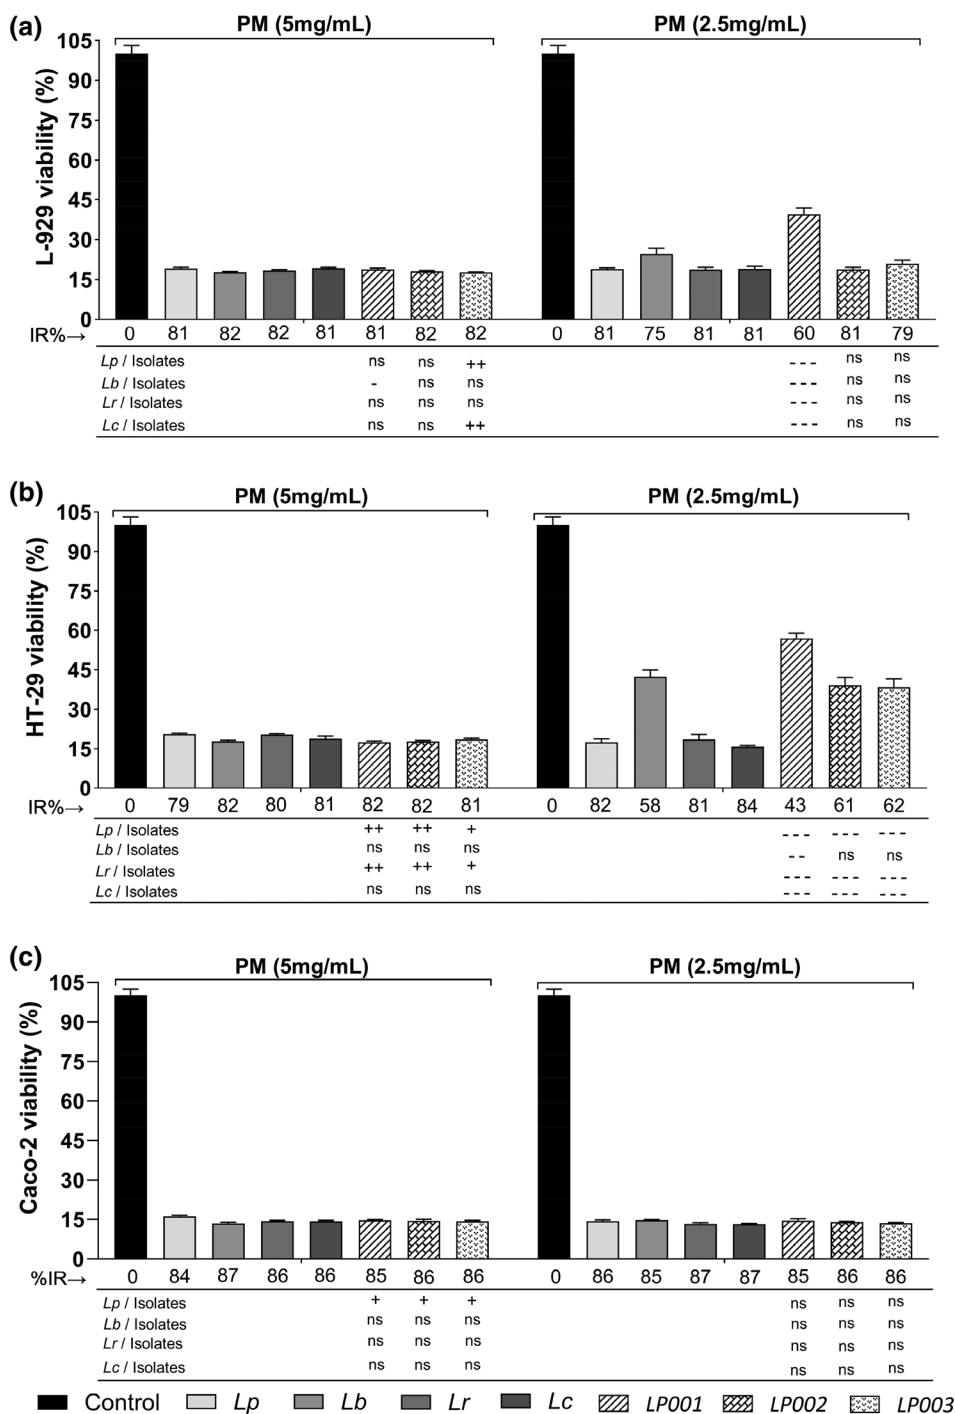 (a)
PM (5mg/mL) PM (2.5mg/mL)
L-929 viability (%)
105
90
75
60
45
30
15
0
IR%→ 0 81 82 82 81 81 82 82 0 81 75 81 81 60 81 79
Lp / Isolates ns ns ++ --- ns ns
Lb / Isolates - ns ns --- ns ns
Lr / Isolates ns ns ns --- ns ns
Lc / Isolates ns ns ++ --- ns ns
(b)
PM (5mg/mL) PM (2.5mg/mL)
HT-29 viability (%)
105
90
75
60
45
30
15
0
IR%→ 0 79 82 80 81 82 82 81 0 82 58 81 84 43 61 62
Lp / Isolates ++ ++ + --- --- ---
Lb / Isolates ns ns ns -- ns ns
Lr / Isolates ++ ++ + --- --- ---
Lc / Isolates ns ns ns --- --- ---
(c)
PM (5mg/mL) PM (2.5mg/mL)
Caco-2 viability (%)
105
90
75
60
45
30
15
0
%IR→ 0 84 87 86 86 85 86 86 0 86 85 87 87 85 86 86
Lp / Isolates + + + ns ns ns
Lb / Isolates ns ns ns ns ns ns
Lr / Isolates ns ns ns ns ns ns
Lc / Isolates ns ns ns ns ns ns
Control Lp Lb Lr Lc LP001 LP002 LP003